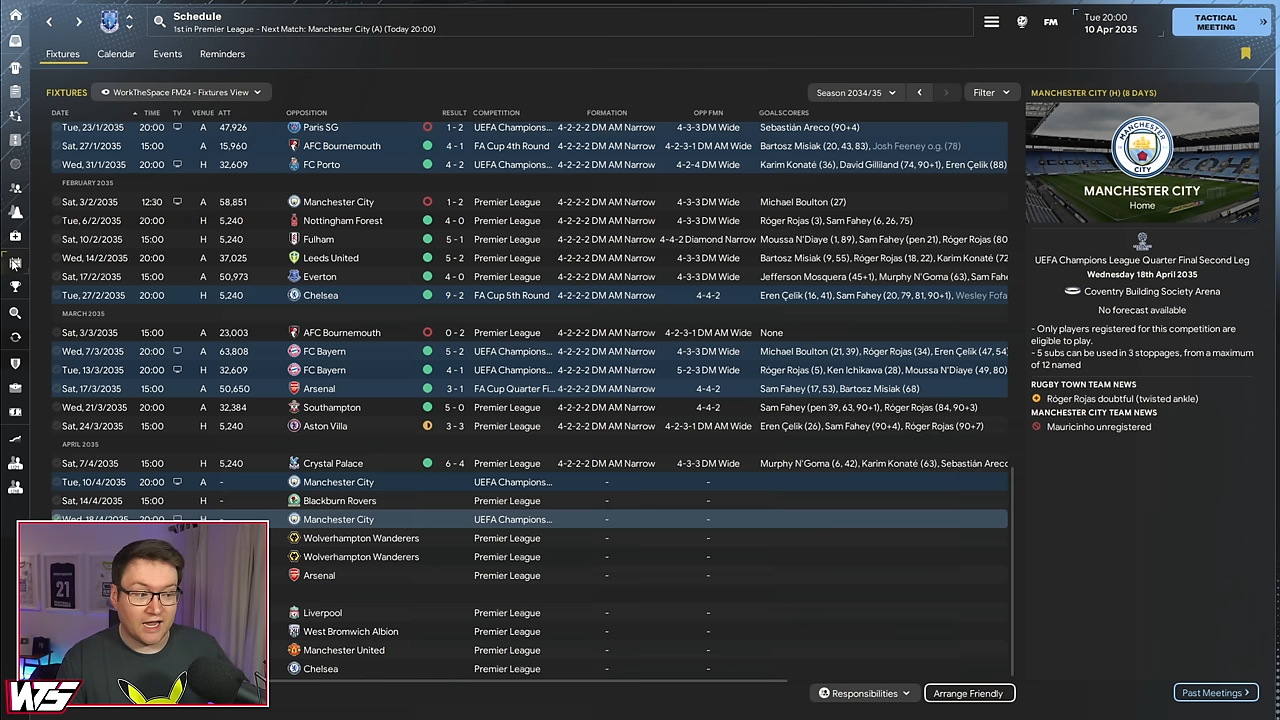 Schedule
1st in Premier League - Next Match: Manchester City (A) (Today 20:00)
FM
Tue 20:00
10 Apr 2035
TACTICAL
MEETING
Fixtures Calendar Events Reminders
FIXTURES WorkTheSpace FM24 - Fixtures View Season 2034/35 Filter
DATE TIME TV VENUE ATT OPPOSITION RESULT COMPETITION FORMATION OPP FMN GOALSCORERS
Tue, 23/1/2035 20:00 A 47,926 Paris SG 1 - 2 UEFA Champions... 4-2-2-2 DM AM Narrow 4-3-3 DM Wide Sebastián Areco (90+4)
Sat, 27/1/2035 15:00 A 15,960 AFC Bournemouth 4 - 1 FA Cup 4th Round 4-2-2-2 DM AM Narrow 4-2-3-1 DM AM Wide Bartosz Misiak (20, 43, 83), Josh Feeney o.g. (78)
Wed, 31/1/2035 20:00 H 32,609 FC Porto 4 - 2 UEFA Champions... 4-2-2-2 DM AM Narrow 4-2-4 DM Wide Karim Konaté (36), David Gilliland (74, 90+1), Eren Çelik (88)
FEBRUARY 2035
Sat, 3/2/2035 12:30 A 58,851 Manchester City 1 - 2 Premier League 4-2-2-2 DM AM Narrow 4-3-3 DM Wide Michael Boulton (27)
Tue, 6/2/2035 20:00 H 5,240 Nottingham Forest 4 - 0 Premier League 4-2-2-2 DM AM Narrow 4-3-3 DM Wide Róger Rojas (3), Sam Fahey (6, 26, 75)
Sat, 10/2/2035 15:00 H 5,240 Fulham 5 - 1 Premier League 4-2-2-2 DM AM Narrow 4-4-2 Diamond Narrow Moussa N'Diaye (1, 89), Sam Fahey (pen 21), Róger Rojas (80
Wed, 14/2/2035 20:00 A 37,025 Leeds United 5 - 2 Premier League 4-2-2-2 DM AM Narrow 4-3-3 DM Wide Bartosz Misiak (9, 55), Róger Rojas (18, 22), Karim Konaté (72
Sat, 17/2/2035 15:00 A 50,973 Everton 4 - 0 Premier League 4-2-2-2 DM AM Narrow 4-3-3 DM Wide Jefferson Mosquera (45+1), Murphy N'Goma (63), Sam Fahe
Tue, 27/2/2035 20:00 H 5,240 Chelsea 9 - 2 FA Cup 5th Round 4-2-2-2 DM AM Narrow 4-4-2 Eren Çelik (16, 41), Sam Fahey (20, 79, 81, 90+1), Wesley Fofa
MARCH 2035
Sat, 3/3/2035 15:00 A 23,003 AFC Bournemouth 0 - 2 Premier League 4-2-2-2 DM AM Narrow 4-2-3-1 DM AM Wide None
Wed, 7/3/2035 20:00 A 63,808 FC Bayern 5 - 2 UEFA Champions... 4-2-2-2 DM AM Narrow 4-3-3 DM Wide Michael Boulton (21, 39), Róger Rojas (34), Eren Çelik (47, 54
Tue, 13/3/2035 20:00 H 32,609 FC Bayern 4 - 1 UEFA Champions... 4-2-2-2 DM AM Narrow 5-2-3 DM Wide Róger Rojas (5), Ken Ichikawa (28), Moussa N'Diaye (49, 80)
Sat, 17/3/2035 15:00 A 50,650 Arsenal 3 - 1 FA Cup Quarter Fi... 4-2-2-2 DM AM Narrow 4-4-2 Sam Fahey (17, 53), Bartosz Misiak (68)
Wed, 21/3/2035 20:00 A 32,384 Southampton 5 - 0 Premier League 4-2-2-2 DM AM Narrow 4-4-2 Sam Fahey (pen 39, 63, 90+1), Róger Rojas (84, 90+3)
Sat, 24/3/2035 15:00 H 5,240 Aston Villa 3 - 3 Premier League 4-2-2-2 DM AM Narrow 4-2-3-1 DM AM Wide Eren Çelik (26), Sam Fahey (90+4), Róger Rojas (90+7)
APRIL 2035
Sat, 7/4/2035 15:00 H 5,240 Crystal Palace 6 - 4 Premier League 4-2-2-2 DM AM Narrow 4-3-3 DM Wide Murphy N'Goma (6, 42), Karim Konaté (63), Sebastián Areco
Tue, 10/4/2035 20:00 A - Manchester City UEFA Champions... - -
Sat, 14/4/2035 15:00 H - Blackburn Rovers Premier League - -
Wed, 18/4/2035 20:00 H - Manchester City UEFA Champions... - -
Wolverhampton Wanderers Premier League - -
Wolverhampton Wanderers Premier League - -
Arsenal Premier League - -
Liverpool Premier League - -
West Bromwich Albion Premier League - -
Manchester United Premier League - -
Chelsea Premier League - -
Responsibilities Arrange Friendly
MANCHESTER CITY (H) (8 DAYS)
MANCHESTER CITY
MANCHESTER CITY
Home
UEFA Champions League Quarter Final Second Leg
Wednesday 18th April 2035
Coventry Building Society Arena
No forecast available
- Only players registered for this competition are
eligible to play.
- 5 subs can be used in 3 stoppages, from a maximum
of 12 named
RUGBY TOWN TEAM NEWS
Róger Rojas doubtful (twisted ankle)
MANCHESTER CITY TEAM NEWS
Mauricinho unregistered
Past Meetings
21
WTS